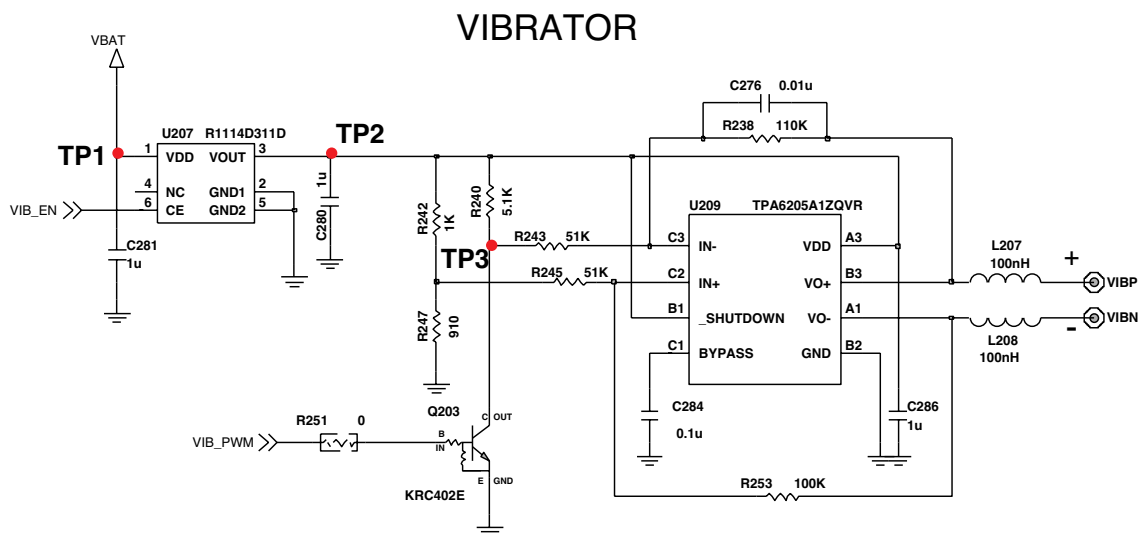 VIBRATOR
VBAT
C276 0.01u
U207 R1114D311D
R238 110K
TP1
TP2
1 VDD VOUT 3
4 NC GND1 2
6 CE GND2 5
VIB_EN
1u
C280
C281
1u
R242
1K
R240
5.1K
U209 TPA6205A1ZQVR
TP3
R243 51K
C3 IN- VDD A3
L207
100nH
+
R245 51K
C2 IN+ VO+ B3
VIBP
B1 _SHUTDOWN VO- A1
VIBN
-
R247
910
C1 BYPASS GND B2
L208
100nH
Q203
C OUT
C284
0.1u
C286
1u
R251 0
VIB_PWM
B
IN
E GND
KRC402E
R253 100K